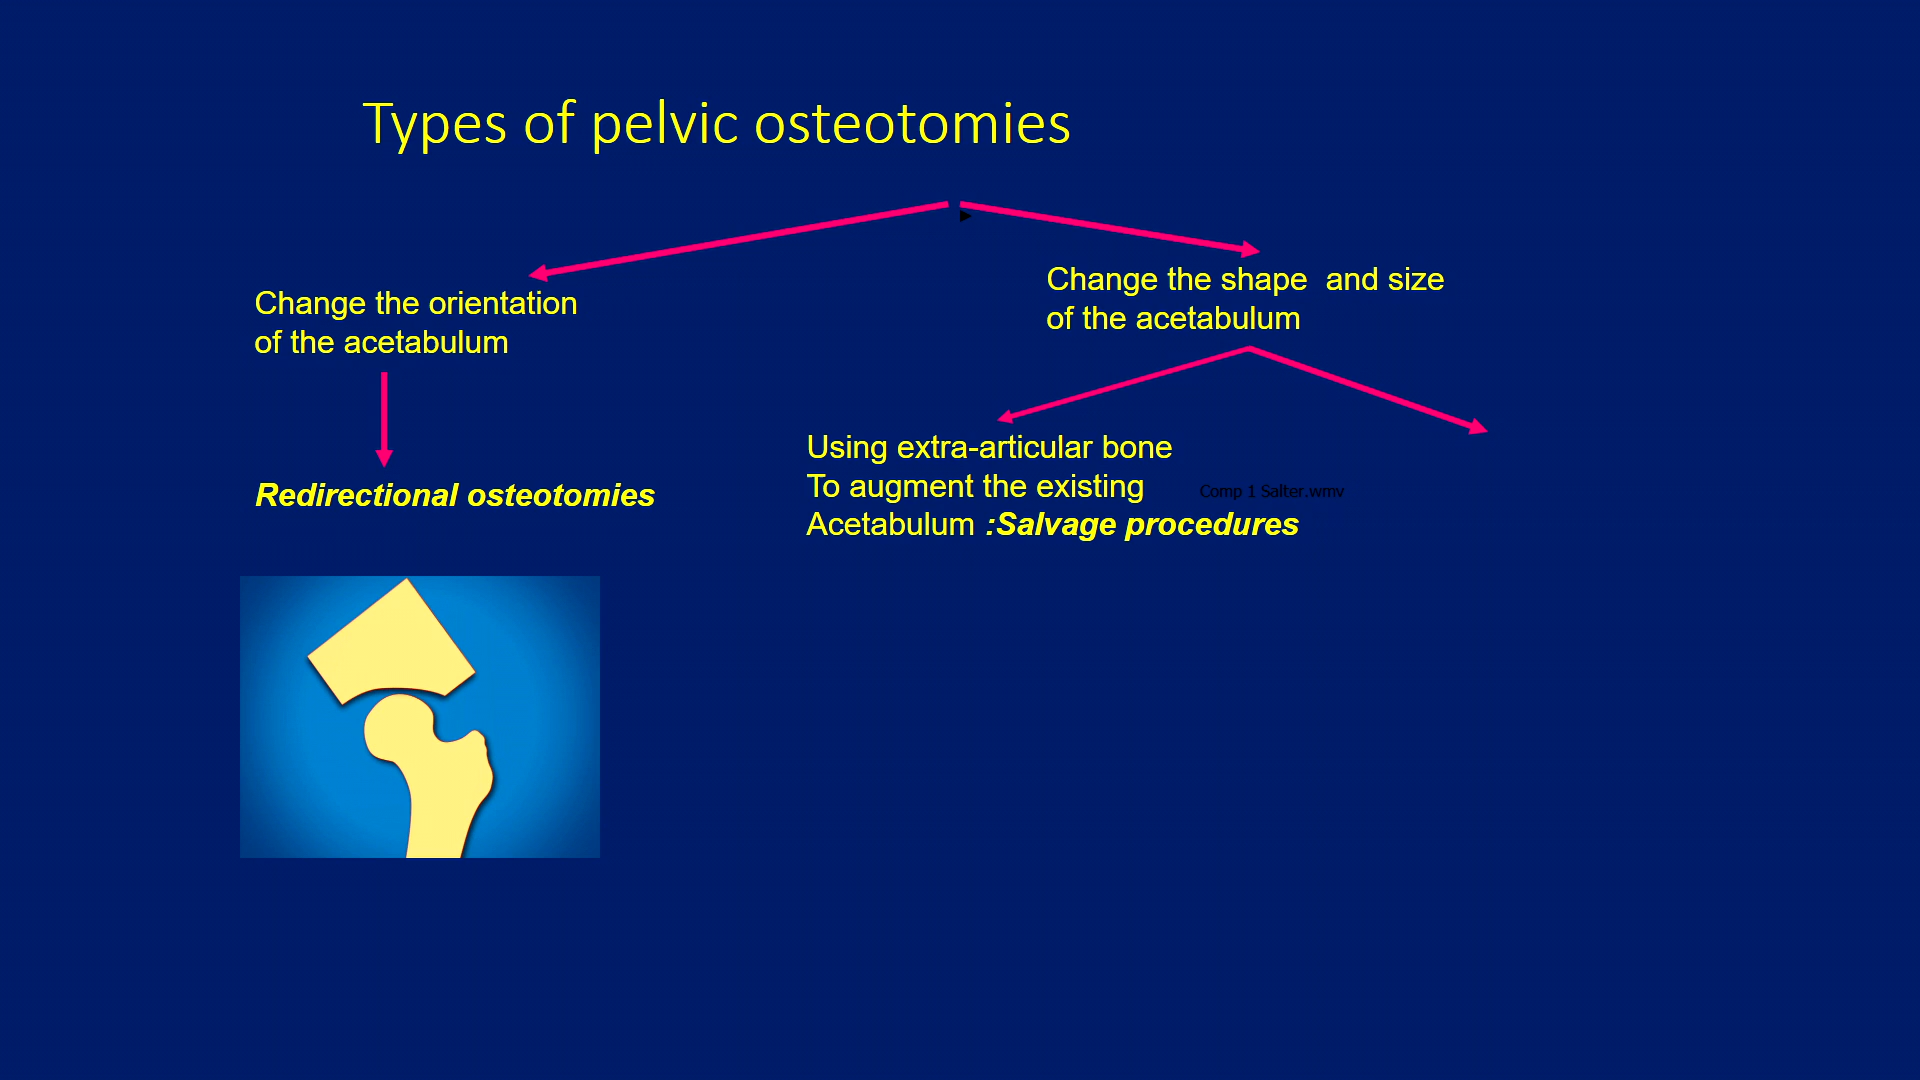 Types of pelvic osteotomies
Change the orientation
of the acetabulum
Redirectional osteotomies
Change the shape  and size
of the acetabulum
Using extra-articular bone
To augment the existing
Acetabulum :Salvage procedures
Comp 1 Salter.wmv